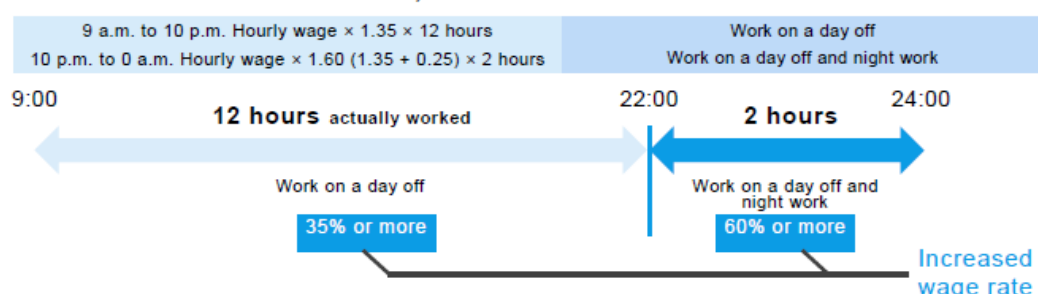 9 a.m. to 10 p.m. Hourly wage × 1.35 × 12 hours
Work on a day off
10 p.m. to 0 a.m. Hourly wage × 1.60 (1.35 + 0.25) × 2 hours
Work on a day off and night work
9:00
22:00
24:00
12 hours actually worked
2 hours
Work on a day off
Work on a day off and
night work
35% or more
60% or more
Increased
wage rate